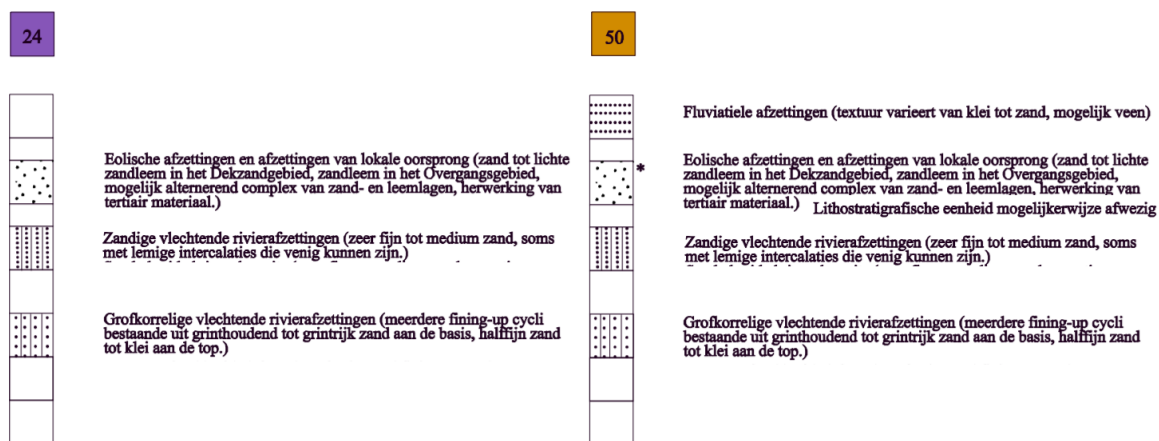 24
Eolische afzettingen en afzettingen van lokale oorsprong (zand tot lichte
zandleem in het Dekzandgebied, zandleem in het Overgangsgebied,
mogelijk alternerend complex van zand- en leemlagen, herwerking van
tertiair materiaal.)
Zandige vlechtende rivierafzettingen (zeer fijn tot medium zand, soms
met lemige intercalaties die venig kunnen zijn.)
Grofkorrelige vlechtende rivierafzettingen (meerdere fining-up cycli
bestaande uit grinthoudend tot grintrijk zand aan de basis, halffijn zand
tot klei aan de top.)
50
Fluviatiele afzettingen (textuur varieert van klei tot zand, mogelijk veen)
*
Eolische afzettingen en afzettingen van lokale oorsprong (zand tot lichte
zandleem in het Dekzandgebied, zandleem in het Overgangsgebied,
mogelijk alternerend complex van zand- en leemlagen, herwerking van
tertiair materiaal.) Lithostratigrafische eenheid mogelijkerwijze afwezig
Zandige vlechtende rivierafzettingen (zeer fijn tot medium zand, soms
met lemige intercalaties die venig kunnen zijn.)
Grofkorrelige vlechtende rivierafzettingen (meerdere fining-up cycli
bestaande uit grinthoudend tot grintrijk zand aan de basis, halffijn zand
tot klei aan de top.)